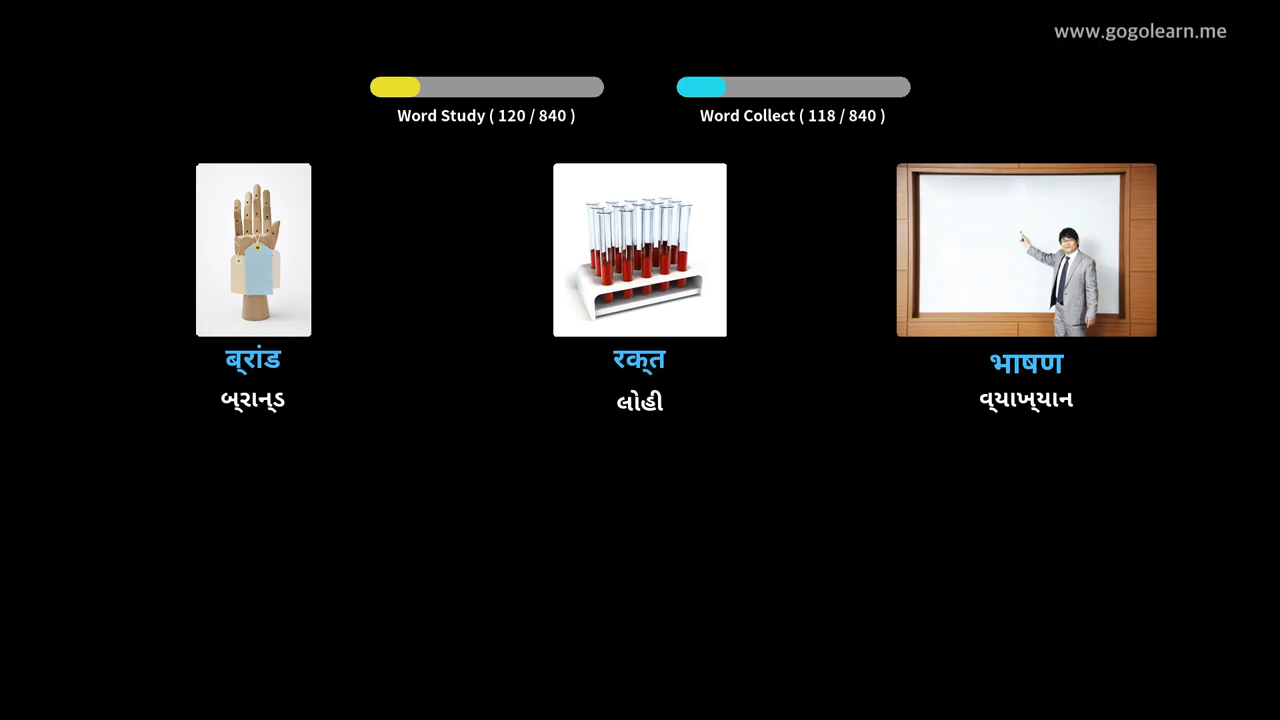 www.gogolearn.me
Word Study ( 120 / 840 )
Word Collect ( 118 / 840 )
ब्रांड
रक्त
भाषण
બ્રાન્ડ
લોહી
વ્યાખ્યાન